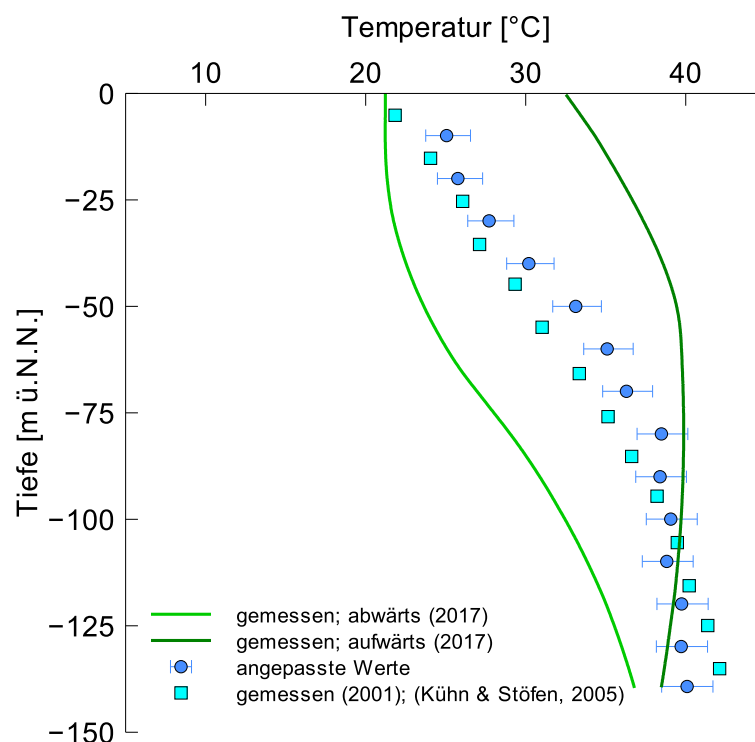 Temperatur [°C]
10 20 30 40
0
−25
−50
−75
−100
−125
−150
Tiefe [m ü.N.N.]
gemessen; abwärts (2017)
gemessen; aufwärts (2017)
angepasste Werte
gemessen (2001); (Kühn & Stöfen, 2005)